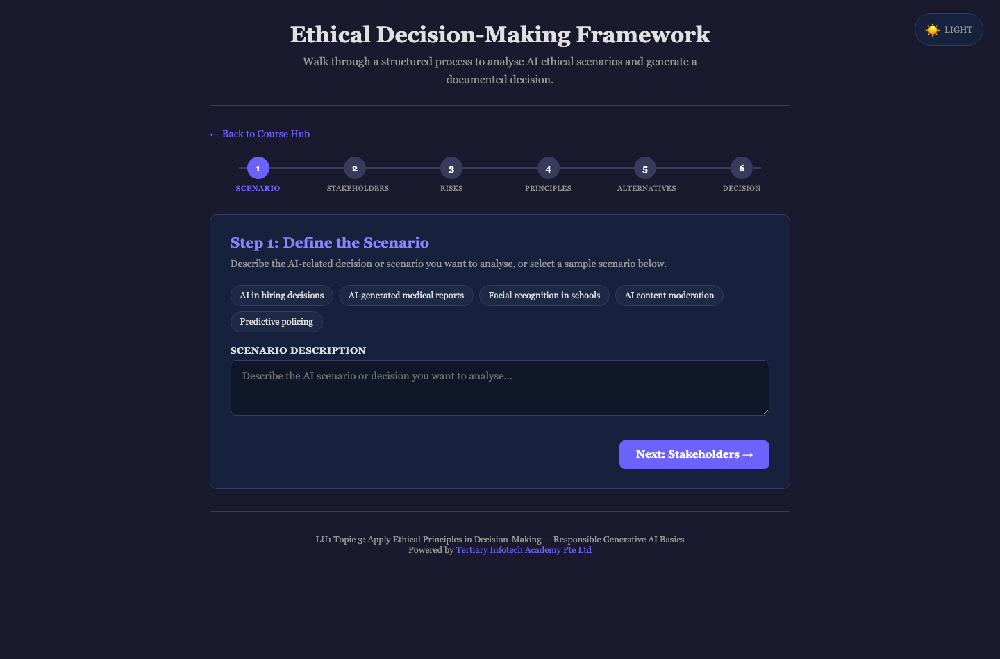 Ethical Decision-Making Framework
LIGHT
Walk through a structured process to analyse AI ethical scenarios and generate a
documented decision.
← Back to Course Hub
1 2 3 4 5 6
SCENARIO STAKEHOLDERS RISKS PRINCIPLES ALTERNATIVES DECISION
Step 1: Define the Scenario
Describe the AI-related decision or scenario you want to analyse, or select a sample scenario below.
AI in hiring decisions AI-generated medical reports Facial recognition in schools AI content moderation
Predictive policing
SCENARIO DESCRIPTION
Describe the AI scenario or decision you want to analyse...
Next: Stakeholders →
LU1 Topic 3: Apply Ethical Principles in Decision-Making — Responsible Generative AI Basics
Powered by Tertiary Infotech Academy Pte Ltd